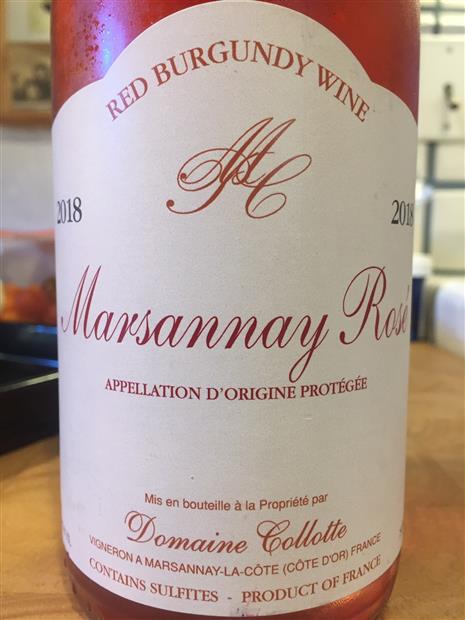 RED BURGUNDY WINE
2018 2018
Marsannay Rosé
APPELLATION D'ORIGINE PROTÉGÉE
Mis en bouteille à la Propriété par
Domaine Collotte
VIGNERON A MARSANNAY-LA-CÔTE (CÔTE D'OR) FRANCE
CONTAINS SULFITES - PRODUCT OF FRANCE